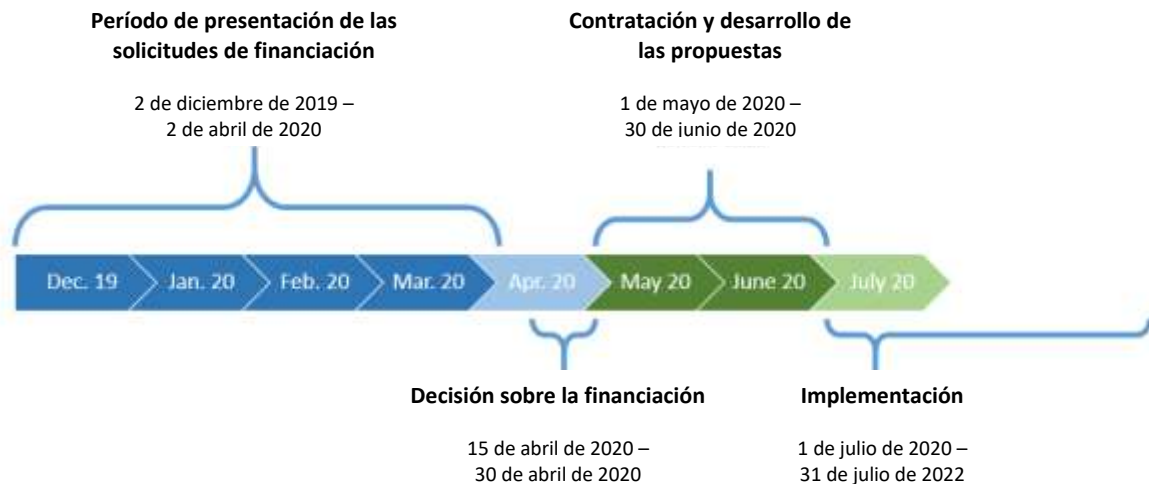 Período de presentación de las
solicitudes de financiación
2 de diciembre de 2019 –
2 de abril de 2020
Contratación y desarrollo de
las propuestas
1 de mayo de 2020 –
30 de junio de 2020
Dec. 19
Jan. 20
Feb. 20
Mar. 20
Apr. 20
May 20
June 20
July 20
Decisión sobre la financiación
15 de abril de 2020 –
30 de abril de 2020
Implementación
1 de julio de 2020 –
31 de julio de 2022